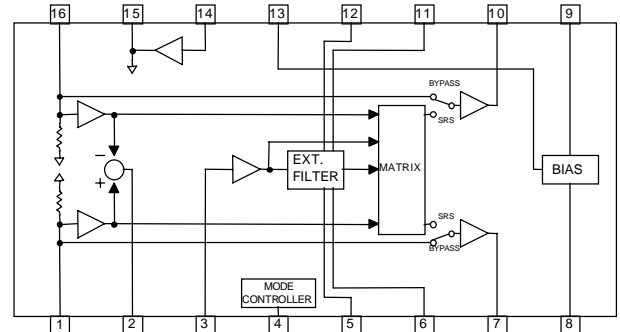 16 15 14 13 12 11 10 9
BYPASS
SRS
−
EXT.
FILTER
MATRIX
BIAS
+
SRS
BYPASS
MODE
CONTROLLER
1 2 3 4 5 6 7 8